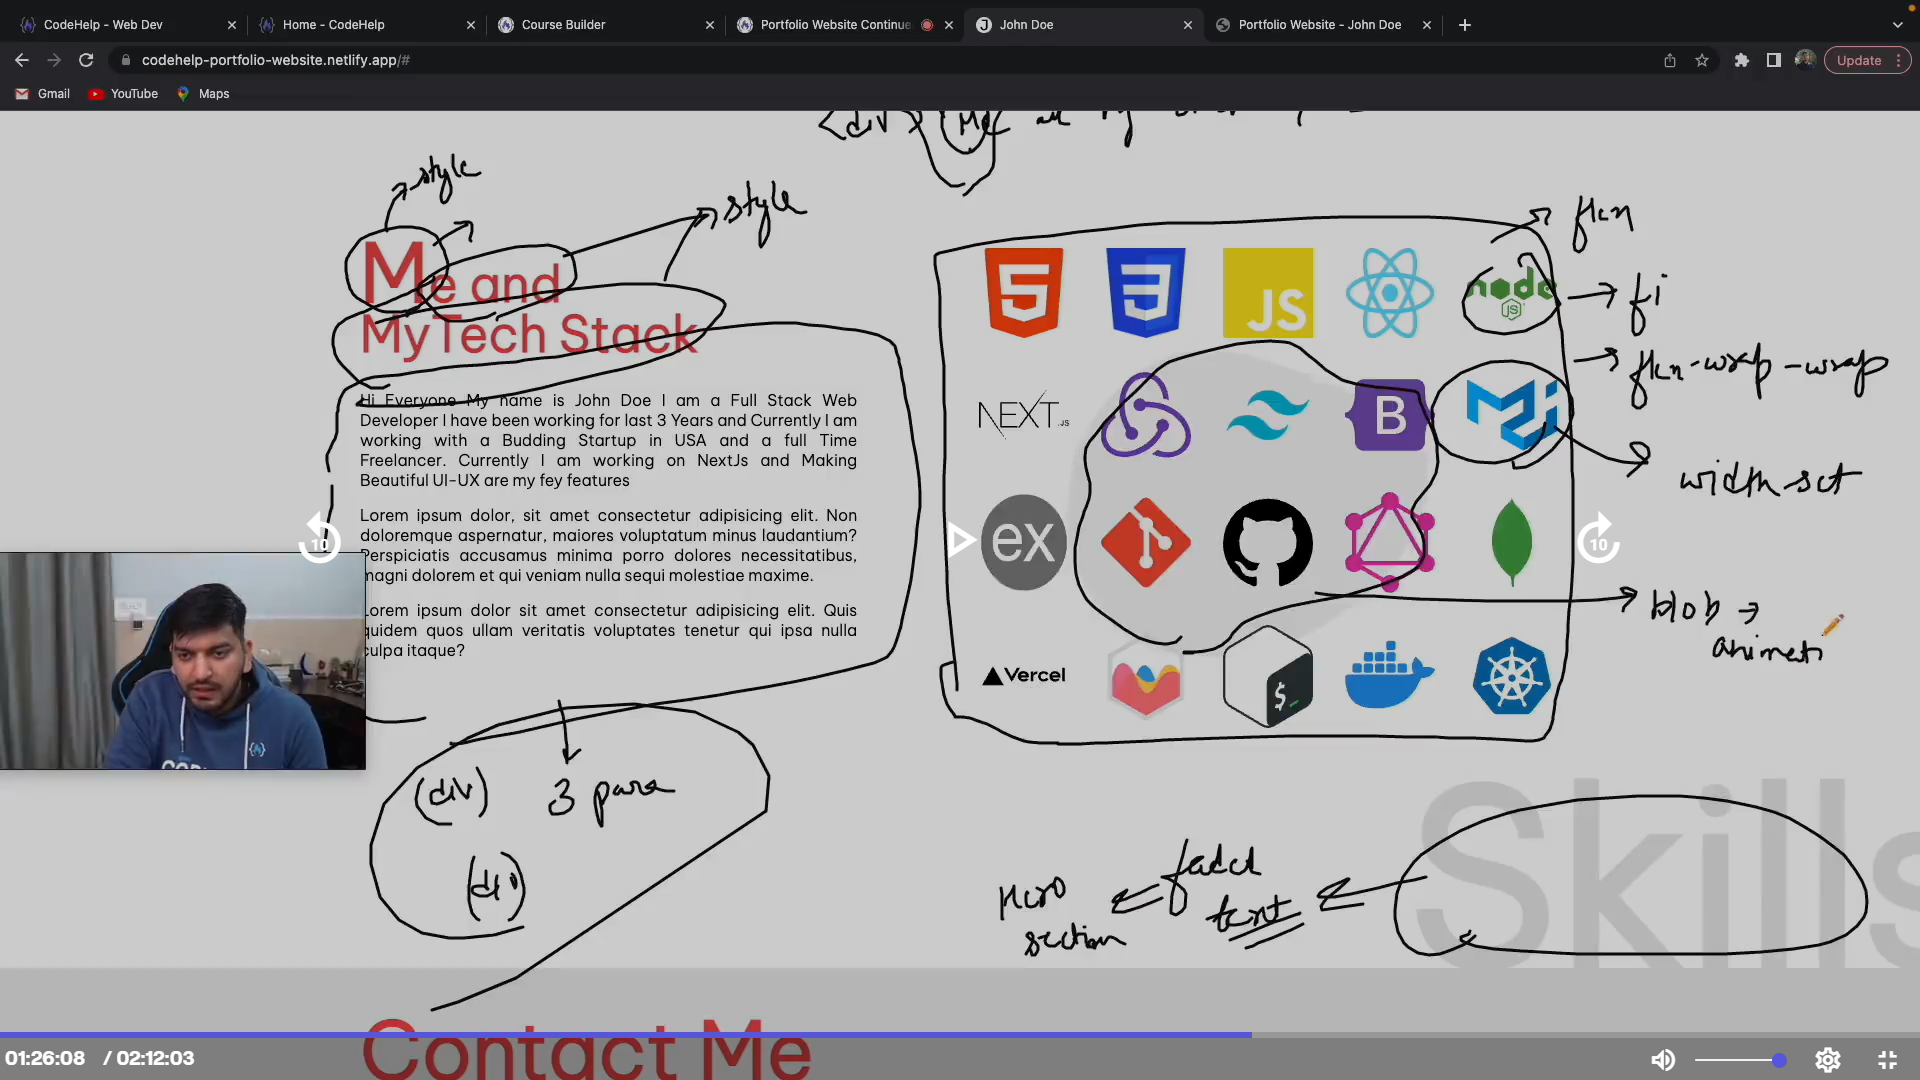 CodeHelp - Web Dev
Home - CodeHelp
Course Builder
Portfolio Website Continue
John Doe
Portfolio Website - John Doe
codehelp-portfolio-website.netlify.app/#
Update
Gmail
YouTube
Maps
<div>
Me
style
style
Me and
MyTech Stack
Hi Everyone My name is John Doe I am a Full Stack Web
Developer I have been working for last 3 Years and Currently I am
working with a Budding Startup in USA and a full Time
Freelancer. Currently I am working on NextJs and Making
Beautiful UI-UX are my fey features
Lorem ipsum dolor, sit amet consectetur adipisicing elit. Non
doloremque aspernatur, maiores voluptatum minus laudantium?
Perspiciatis accusamus minima porro dolores necessitatibus,
magni dolorem et qui veniam nulla sequi molestiae maxime.
Lorem ipsum dolor sit amet consectetur adipisicing elit. Quis
quidem quos ullam veritatis voluptates tenetur qui ipsa nulla
culpa itaque?
(div) 3 para
(div)
5 3 JS node
JS
NEXT.JS B
ex
Vercel $_
flex
fi
flex-wrap-wrap
width-set
blob →
animati
10
10
Skills
Hero
section
faded
text
Contact Me
01:26:08 / 02:12:03